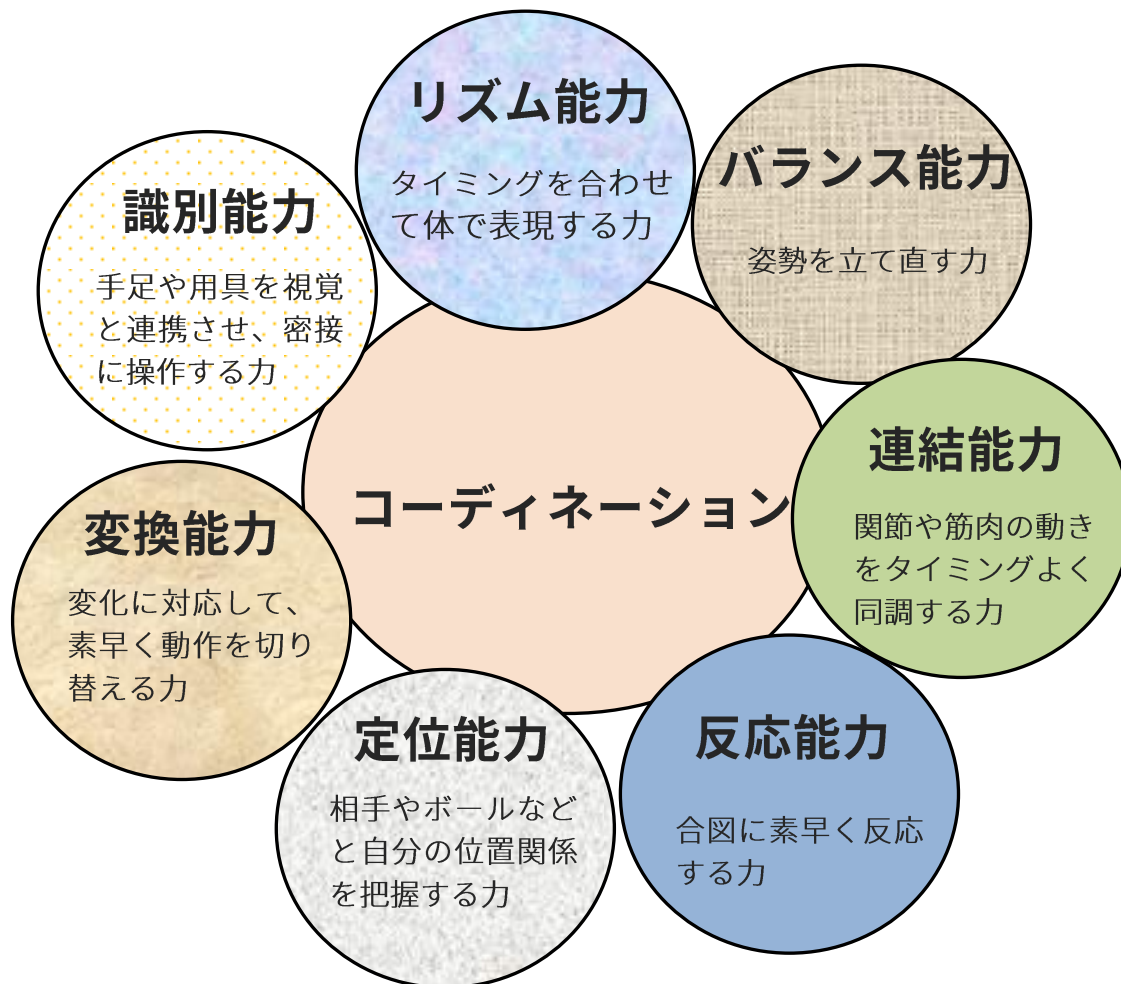 リズム能力
タイミングを合わせ
て体で表現する力
バランス能力
姿勢を立て直す力
識別能力
手足や用具を視覚
と連携させ、密接
に操作する力
連結能力
関節や筋肉の動き
をタイミングよく
同調する力
コーディネーション
変換能力
変化に対応して、
素早く動作を切り
替える力
定位能力
相手やボールなど
と自分の位置関係
を把握する力
反応能力
合図に素早く反応
する力